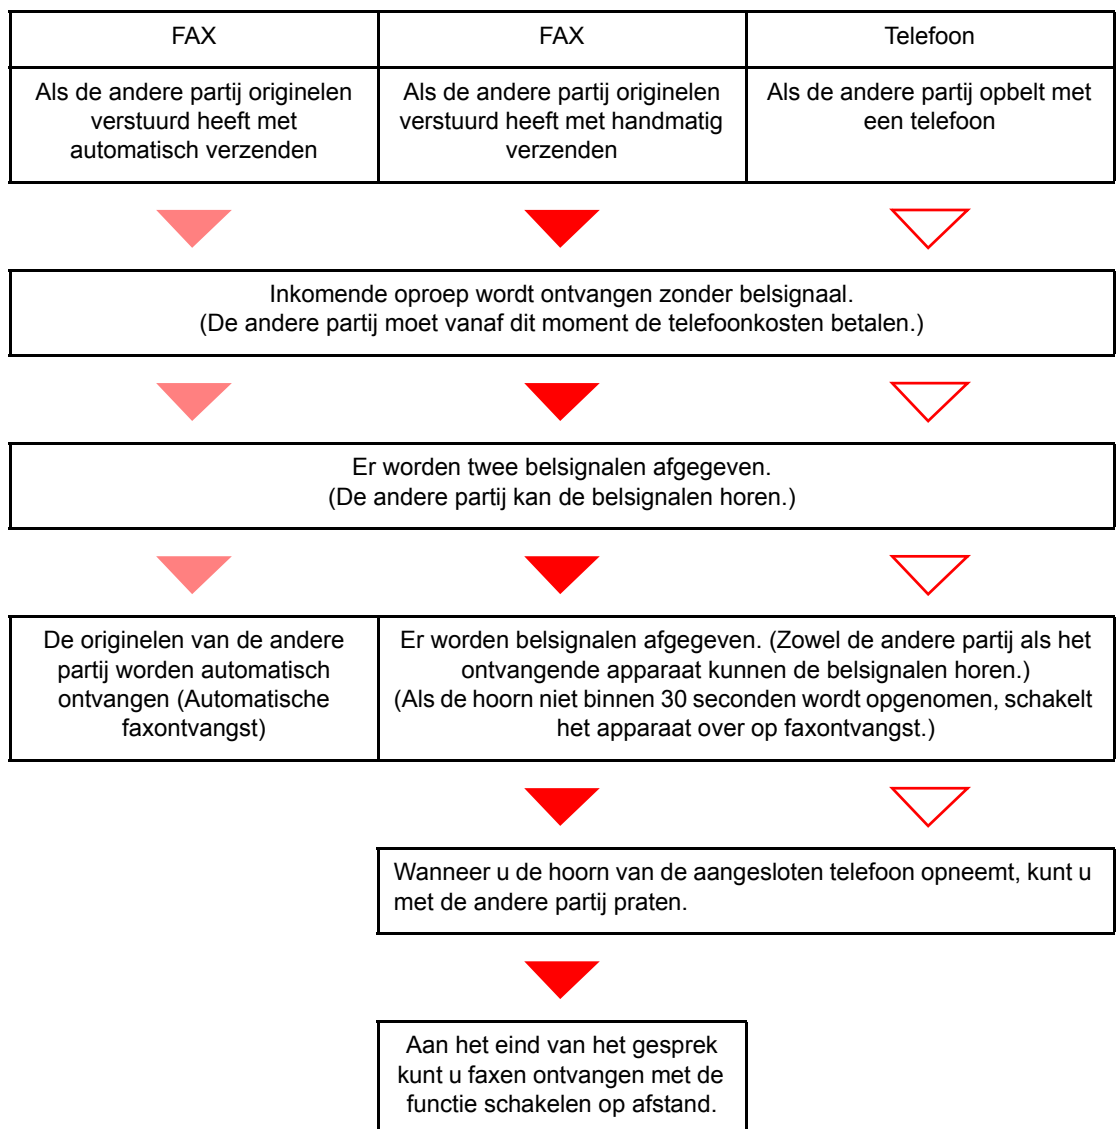 FAX
FAX
Telefoon
Als de andere partij originelen
verstuurd heeft met
automatisch verzenden
Als de andere partij originelen
verstuurd heeft met handmatig
verzenden
Als de andere partij opbelt met
een telefoon
Inkomende oproep wordt ontvangen zonder belsignaal.
(De andere partij moet vanaf dit moment de telefoonkosten betalen.)
Er worden twee belsignalen afgegeven.
(De andere partij kan de belsignalen horen.)
De originelen van de andere
partij worden automatisch
ontvangen (Automatische
faxontvangst)
Er worden belsignalen afgegeven. (Zowel de andere partij als het
ontvangende apparaat kunnen de belsignalen horen.)
(Als de hoorn niet binnen 30 seconden wordt opgenomen, schakelt
het apparaat over op faxontvangst.)
Wanneer u de hoorn van de aangesloten telefoon opneemt, kunt u
met de andere partij praten.
Aan het eind van het gesprek
kunt u faxen ontvangen met de
functie schakelen op afstand.